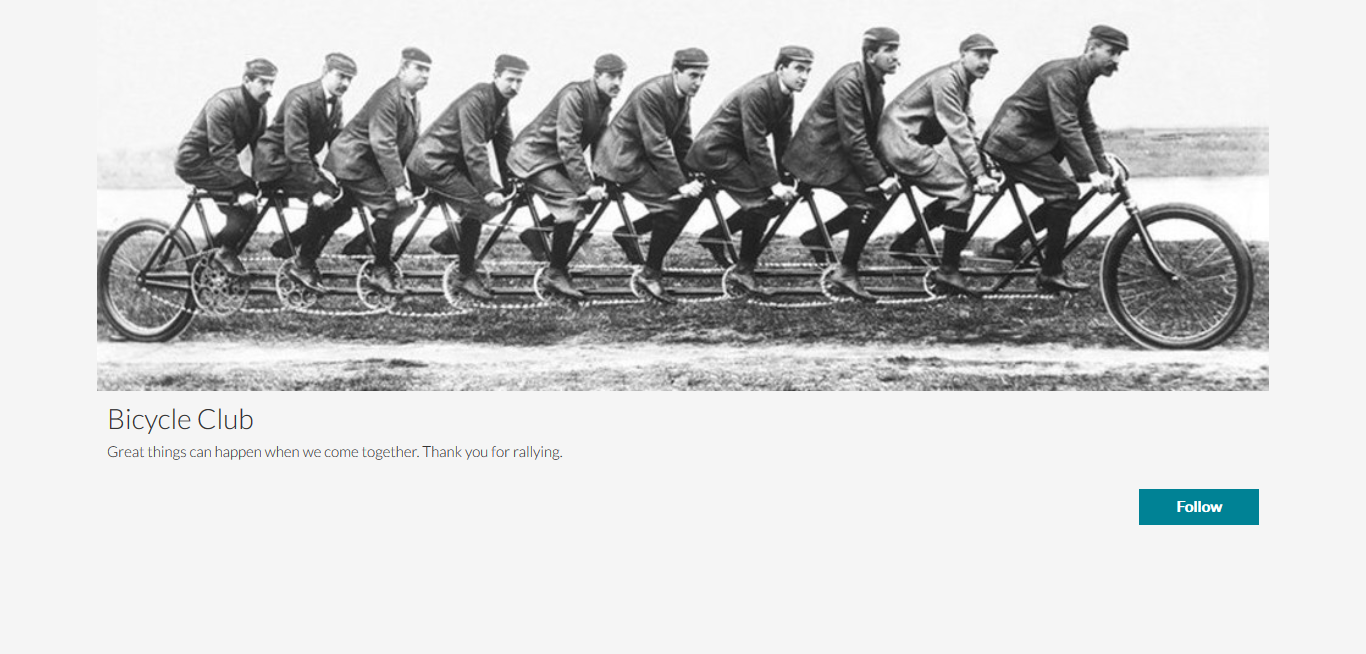 Bicycle Club
Great things can happen when we come together. Thank you for rallying.
Follow